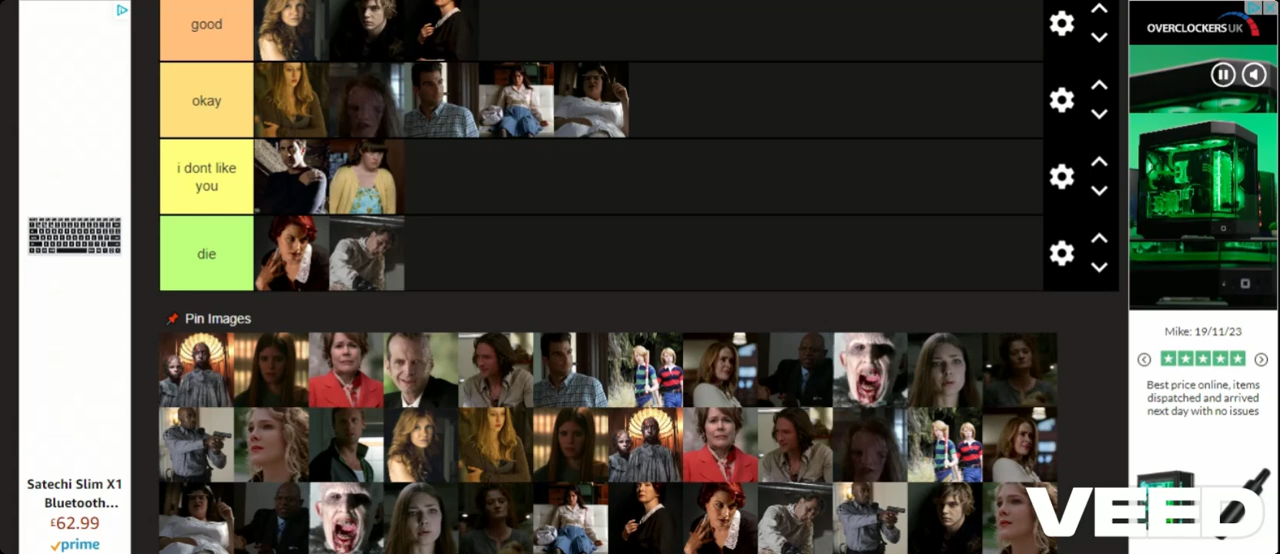 good
okay
i dont like
you
die
Pin Images
Satechi Slim X1
Bluetooth...
£62.99
prime
OVERCLOCKERS UK
Mike: 19/11/23
Best price online, items
dispatched and arrived
next day with no issues
VEED